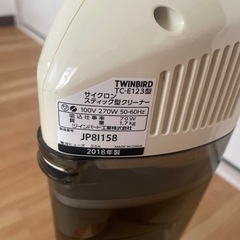 TWINBIRD
TC-E123型
サイクロン
スティック型クリーナー
100V 270W 50-60Hz
吸込仕事率 70W
質量 1.7kg
ツインバード工業株式会社
JP8I158
2018年製